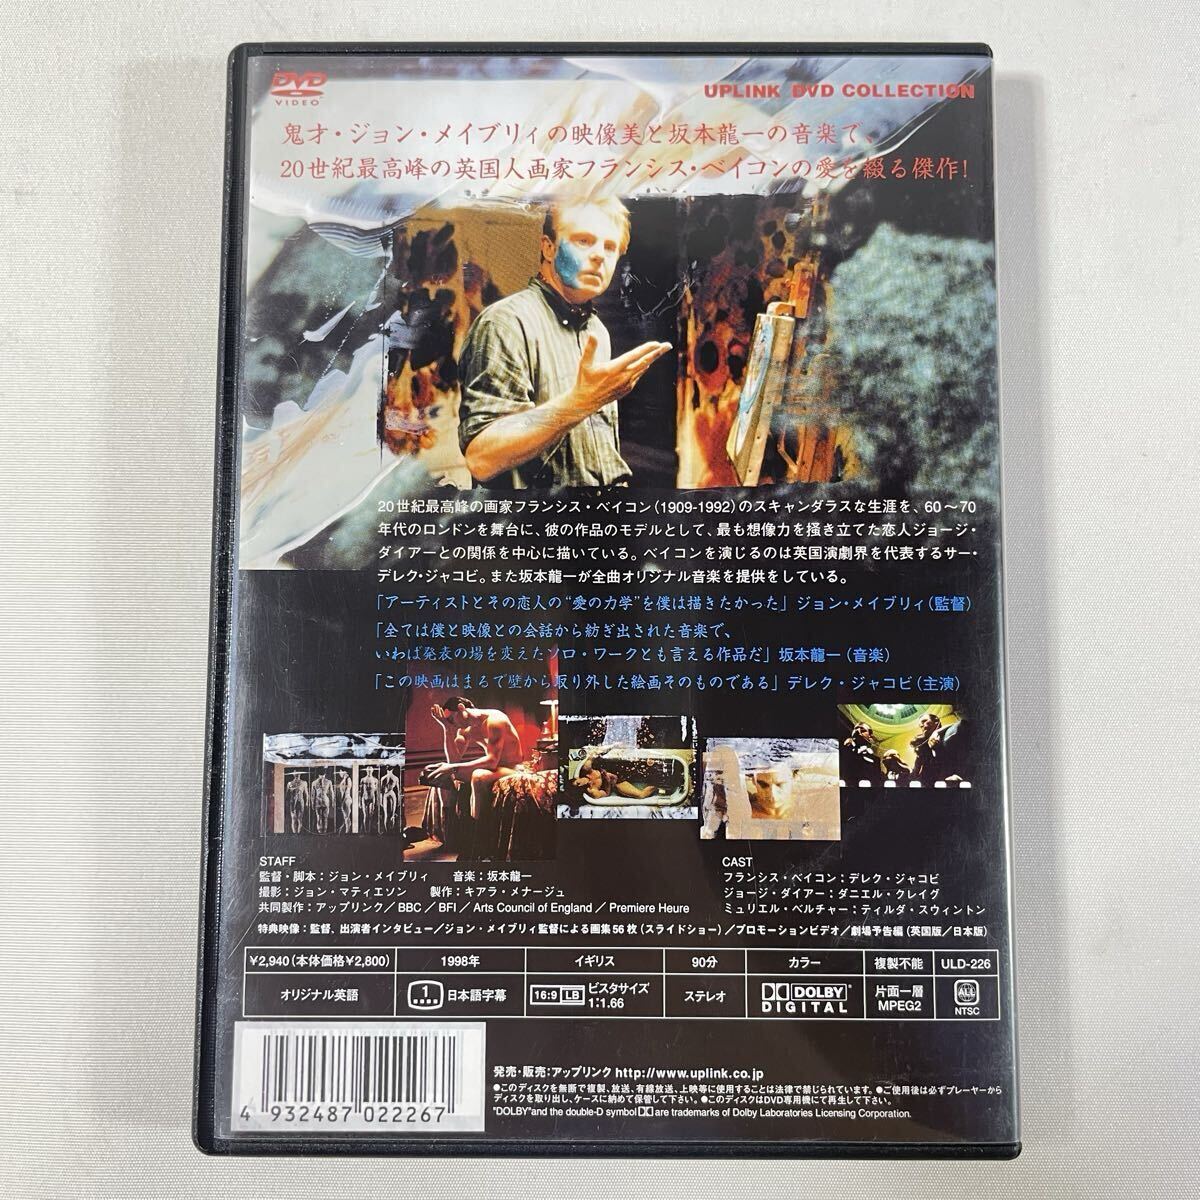 DVD
VIDEO
UPLINK DVD COLLECTION
鬼才・ジョン・メイブリィの映像美と坂本龍一の音楽で、
20世紀最高峰の英国人画家フランシス・ベイコンの愛を綴る傑作!
20世紀最高峰の画家フランシス・ベイコン(1909-1992)のスキャンダラスな生涯を、60～70
年代のロンドンを舞台に、彼の作品のモデルとして、最も想像力を掻き立てた恋人ジョージ・
ダイアーとの関係を中心に描いている。ベイコンを演じるのは英国演劇界を代表するサー・
デレク・ジャコビ。また坂本龍一が全曲オリジナル音楽を提供をしている。
「アーティストとその恋人の“愛の力学”を僕は描きたかった」ジョン・メイブリィ(監督)
「全ては僕と映像との会話から紡ぎ出された音楽で、
いわば発表の場を変えたソロ・ワークとも言える作品だ」坂本龍一(音楽)
「この映画はまるで壁から取り外した絵画そのものである」デレク・ジャコビ(主演)
STAFF
監督・脚本：ジョン・メイブリィ 音楽：坂本龍一
撮影：ジョン・マティエソン 製作：キアラ・メナージュ
共同製作：アップリンク／BBC／BFI／Arts Council of England／Premiere Heure
CAST
フランシス・ベイコン：デレク・ジャコビ
ジョージ・ダイアー：ダニエル・クレイグ
ミュリエル・ベルチャー：ティルダ・スウィントン
特典映像：監督、出演者インタビュー／ジョン・メイブリィ監督による画集56枚(スライドショー)／プロモーションビデオ／劇場予告編(英国版／日本版)
¥2,940(本体価格¥2,800) 1998年 イギリス 90分 カラー 複製不能 ULD-226
オリジナル英語 1 日本語字幕 16:9 LB ビスタサイズ 1:1.66 ステレオ DOLBY DIGITAL 片面一層 MPEG2 ALL NTSC
4 932487 022267
発売・販売：アップリンク http://www.uplink.co.jp
●このディスクを無断で複製、放送、有線放送、上映等に使用することは法律で禁じられています。●ご使用後は必ずプレーヤーから
ディスクを取り出し、ケースに納めて保管して下さい。●このディスクはDVD専用機にて再生して下さい。
"DOLBY"and the double-D symbol are trademarks of Dolby Laboratories Licensing Corporation.